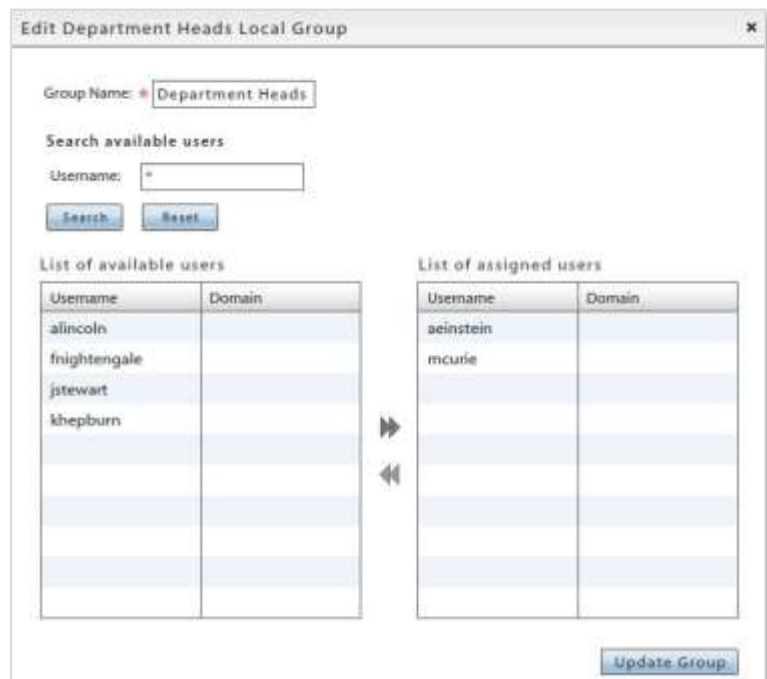 Edit Department Heads Local Group
Group Name: * Department Heads
Search available users
Username: *
Search Reset
List of available users List of assigned users
Username Domain Username Domain
alincoln aeinstein
fnightengale mcurie
jstewart
khepburn
Update Group